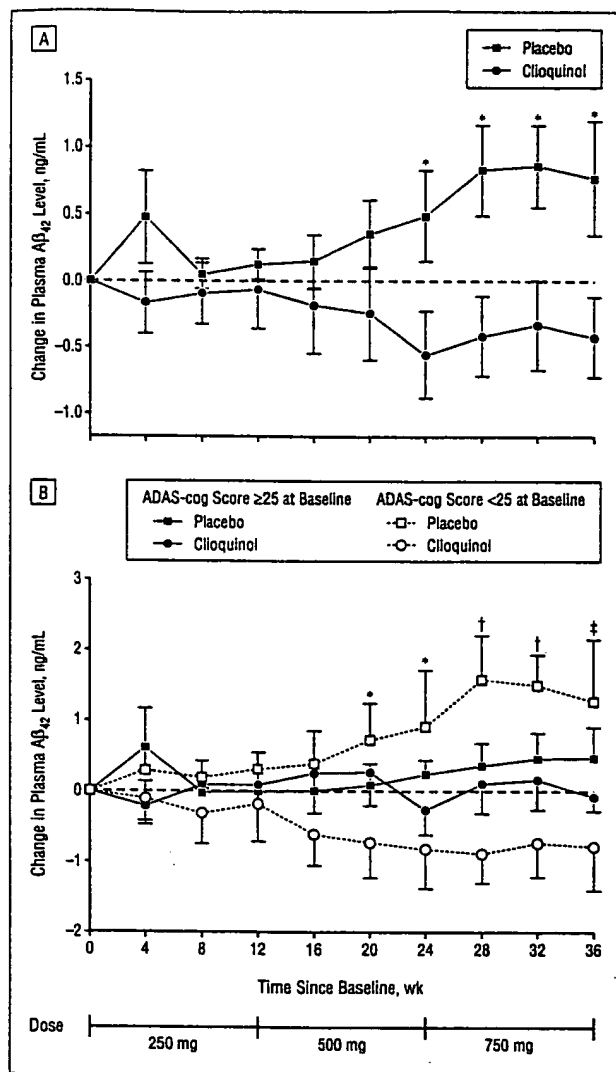 A
Placebo
Clioquinol
Change in Plasma Aβ42 Level, ng/mL
1.5
1.0
0.5
0.0
−0.5
−1.0
* * * *
B
ADAS-cog Score ≥25 at Baseline ADAS-cog Score <25 at Baseline
Placebo Placebo
Clioquinol Clioquinol
Change in Plasma Aβ42 Level, ng/mL
3
2
1
0
−1
−2
* * † † ‡
0 4 8 12 16 20 24 28 32 36
Time Since Baseline, wk
Dose
250 mg 500 mg 750 mg